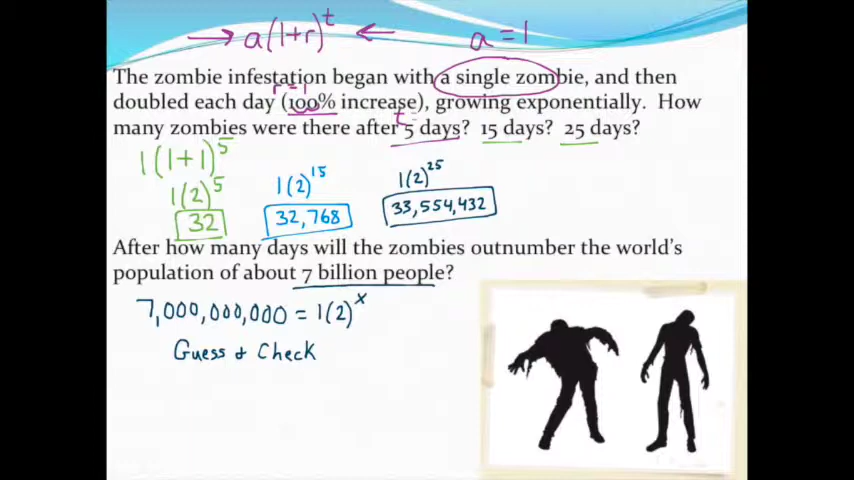 → a(1+r)^t ← a = 1
The zombie infestation began with a single zombie, and then
r = 1
doubled each day (100% increase), growing exponentially. How
t =
many zombies were there after 5 days? 15 days? 25 days?
1(1+1)^5
1(2)^5 1(2)^15 1(2)^25
32 32,768 33,554,432
After how many days will the zombies outnumber the world's
population of about 7 billion people?
7,000,000,000 = 1(2)^x
Guess + Check